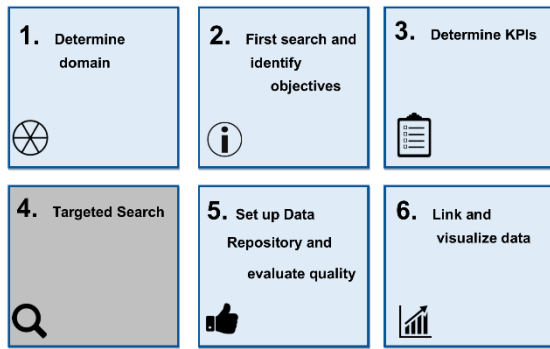 1. Determine
domain
2. First search and
identify
objectives
3. Determine KPIs
4. Targeted Search
5. Set up Data
Repository and
evaluate quality
6. Link and
visualize data